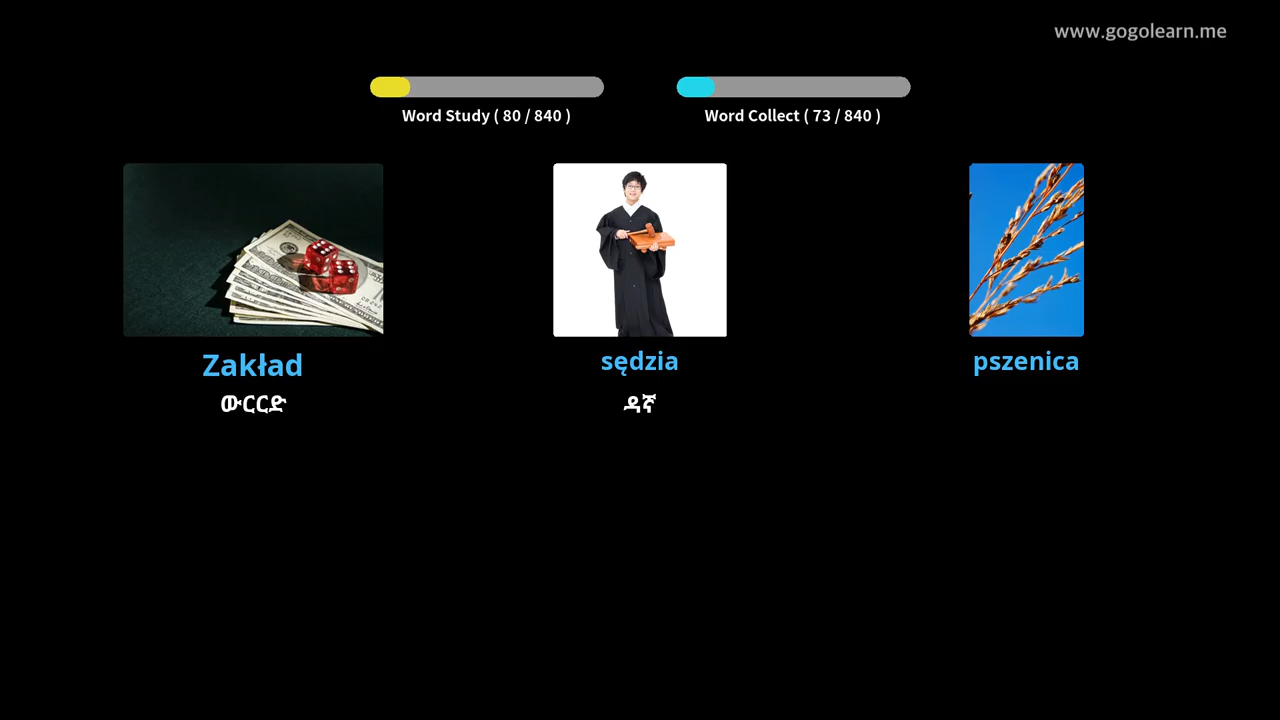 www.gogolearn.me
Word Study ( 80 / 840 )
Word Collect ( 73 / 840 )
Zakład
sędzia
pszenica
ውርርድ
ዳኛ